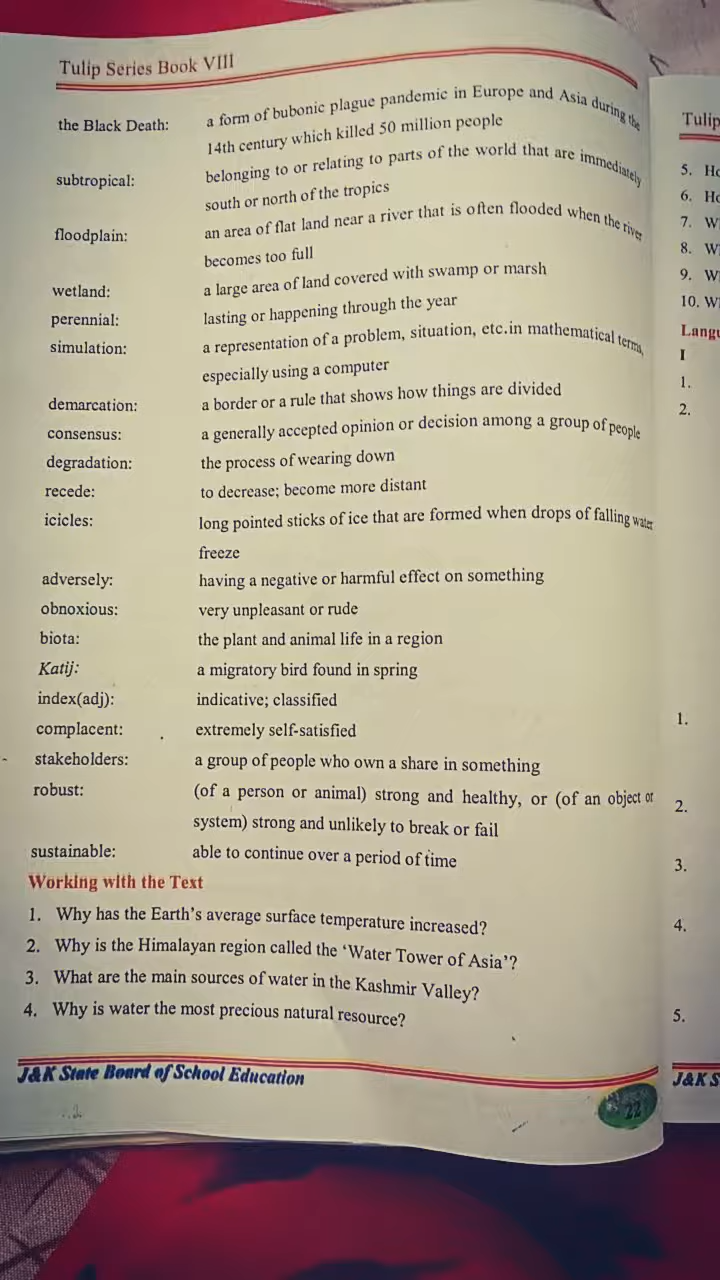 Tulip Series Book VIII
the Black Death: a form of bubonic plague pandemic in Europe and Asia during the
14th century which killed 50 million people
subtropical: belonging to or relating to parts of the world that are immediately
south or north of the tropics
floodplain: an area of flat land near a river that is often flooded when the river
becomes too full
wetland: a large area of land covered with swamp or marsh
perennial: lasting or happening through the year
simulation: a representation of a problem, situation, etc.in mathematical terms,
especially using a computer
demarcation: a border or a rule that shows how things are divided
consensus: a generally accepted opinion or decision among a group of people
degradation: the process of wearing down
recede: to decrease; become more distant
icicles: long pointed sticks of ice that are formed when drops of falling water
freeze
adversely: having a negative or harmful effect on something
obnoxious: very unpleasant or rude
biota: the plant and animal life in a region
Katij: a migratory bird found in spring
index(adj): indicative; classified
complacent: extremely self-satisfied
stakeholders: a group of people who own a share in something
robust: (of a person or animal) strong and healthy, or (of an object or
system) strong and unlikely to break or fail
sustainable: able to continue over a period of time
Working with the Text
1. Why has the Earth's average surface temperature increased?
2. Why is the Himalayan region called the 'Water Tower of Asia'?
3. What are the main sources of water in the Kashmir Valley?
4. Why is water the most precious natural resource?
J&K State Board of School Education
22
Tulip
5.
6.
7.
8.
9.
10.
I
1.
2.
1.
2.
3.
4.
5.
J&K S